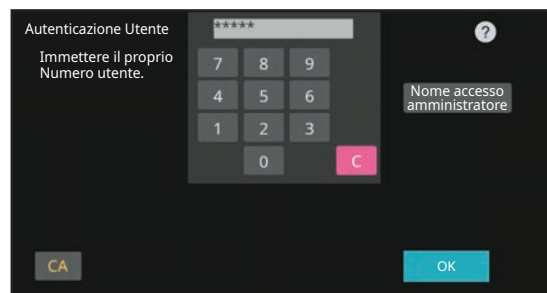 Autenticazione Utente
*****
?
Immettere il proprio
Numero utente.
7 8 9
4 5 6
1 2 3
0 C
Nome accesso
amministratore
CA
OK